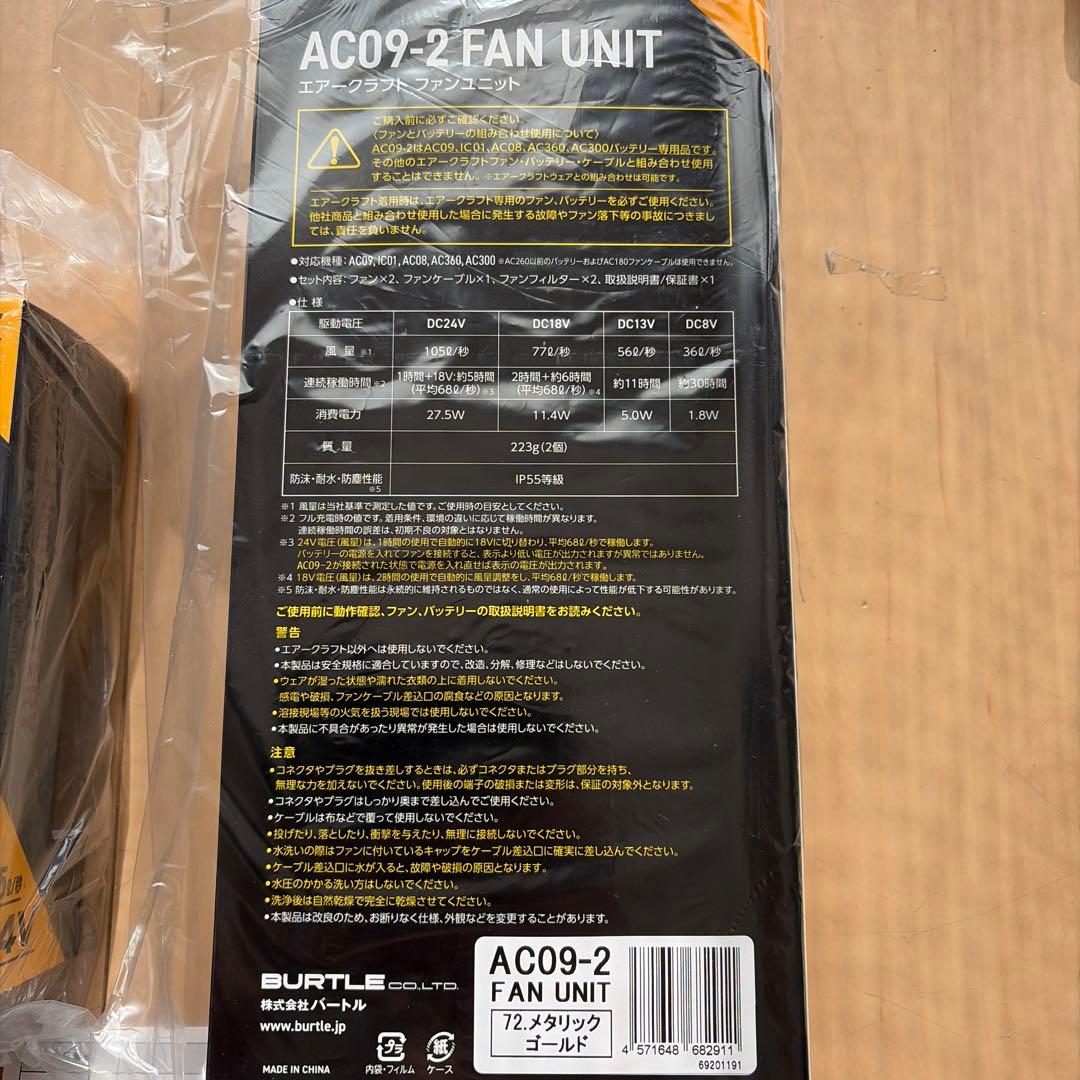 AC09-2 FAN UNIT
エアークラフト ファンユニット
ご購入前に必ずご確認ください。
〈ファンとバッテリーの組み合わせ使用について〉
AC09-2はAC09、IC01、AC08、AC360、AC300バッテリー専用品です。
その他のエアークラフトファン・バッテリー・ケーブルと組み合わせ使用
することはできません。※エアークラフトウェアとの組み合わせは可能です。
エアークラフト着用時は、エアークラフト専用のファン、バッテリーを必ずご使用ください。
他社商品と組み合わせ使用した場合に発生する故障やファン落下等の事故につきまし
ては、責任を負いません。
●対応機種：AC09、IC01、AC08、AC360、AC300 ※AC260以前のバッテリーおよびAC180ファンケーブルは使用できません。
●セット内容：ファン×2、ファンケーブル×1、ファンフィルター×2、取扱説明書/保証書×1
●仕様
駆動電圧 DC24V DC18V DC13V DC8V
風量※1 105ℓ/秒 77ℓ/秒 56ℓ/秒 36ℓ/秒
連続稼働時間※2 1時間+18V:約5時間(平均68ℓ/秒)※3 2時間+約6時間(平均68ℓ/秒)※4 約11時間 約30時間
消費電力 27.5W 11.4W 5.0W 1.8W
質量 223g(2個)
防沫・耐水・防塵性能※5 IP55等級
※1 風量は当社基準で測定した値です。ご使用時の目安としてください。
※2 フル充電時の値です。着用条件、環境の違いに応じて稼働時間が異なります。
連続稼働時間の誤差は、初期不良の対象とはなりません。
※3 24V電圧(風量)は、1時間の使用で自動的に18Vに切り替わり、平均68ℓ/秒で稼働します。
バッテリーの電源を入れてファンを接続すると、表示より低い電圧が出力されますが異常ではありません。
AC09-2が接続された状態で電源を入れ直せば表示の電圧が出力されます。
※4 18V電圧(風量)は、2時間の使用で自動的に風量調整をし、平均68ℓ/秒で稼働します。
※5 防沫・耐水・防塵性能は永続的に維持されるものではなく、通常の使用によって性能が低下する可能性があります。
ご使用前に動作確認、ファン、バッテリーの取扱説明書をお読みください。
警告
•エアークラフト以外へは使用しないでください。
•本製品は安全規格に適合していますので、改造、分解、修理などはしないでください。
•ウェアが湿った状態や濡れた衣類の上に着用しないでください。
感電や破損、ファンケーブル差込口の腐食などの原因となります。
•溶接現場等の火気を扱う現場では使用しないでください。
•本製品に不具合があったり異常が発生した場合は使用しないでください。
注意
•コネクタやプラグを抜き差しするときは、必ずコネクタまたはプラグ部分を持ち、
無理な力を加えないでください。使用後の端子の破損または変形は、保証の対象外となります。
•コネクタやプラグはしっかり奥まで差し込んでご使用ください。
•ケーブルは布などで覆って使用しないでください。
•投げたり、落としたり、衝撃を与えたり、無理に接続しないでください。
•水洗いの際はファンに付いているキャップをケーブル差込口に確実に差し込んでください。
•ケーブル差込口に水が入ると、故障や破損の原因となります。
•水圧のかかる洗い方はしないでください。
•洗浄後は自然乾燥で完全に乾燥させてください。
•本製品は改良のため、お断りなく仕様、外観などを変更することがあります。
BURTLE CO.,LTD.
株式会社バートル
www.burtle.jp
MADE IN CHINA
プラ
内袋・フィルム
紙
ケース
AC09-2
FAN UNIT
72.メタリック
ゴールド
4 571648 682911
69201191
ℓ/秒